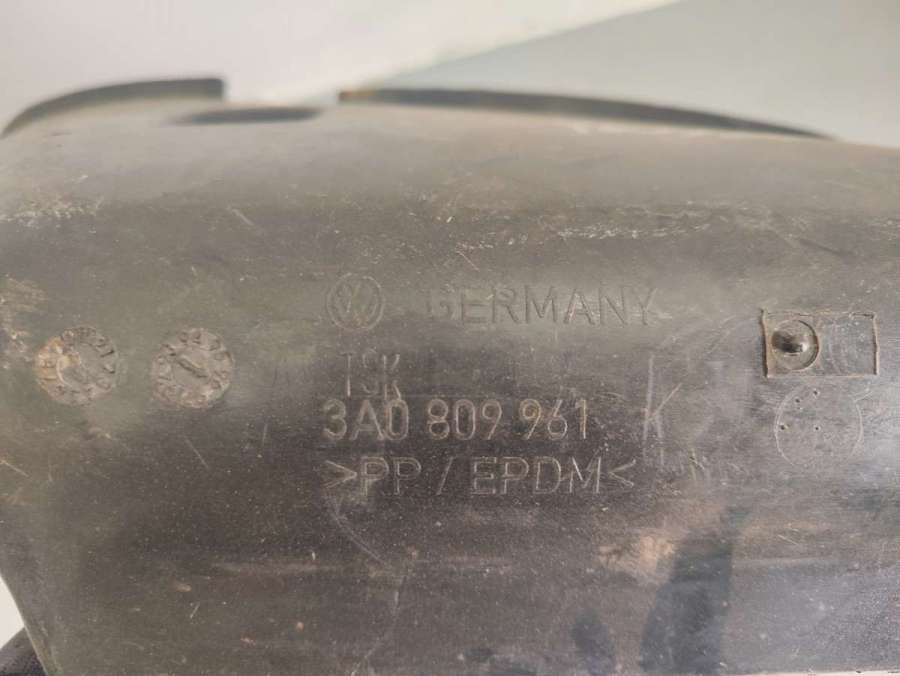 GERMANY
TSK
3A0 809 961 K
>PP/EPDM<